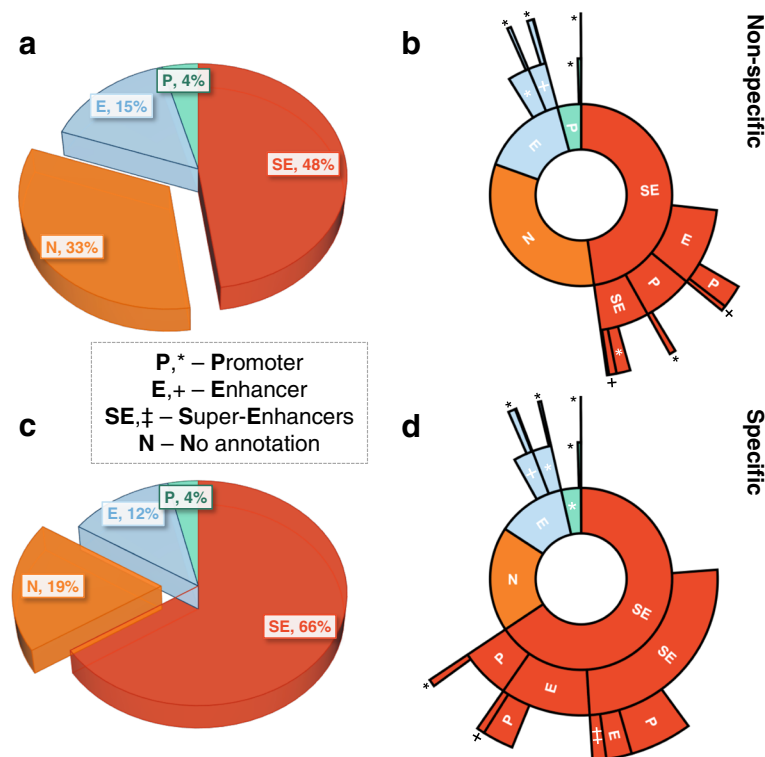 a
P, 4%
E, 15%
SE, 48%
N, 33%
b
Non-specific
*
*
*
*
*
+
P
E
SE
N
E
P
SE
P
+
*
*
+
P,* – Promoter
E,+ – Enhancer
SE,‡ – Super-Enhancers
N – No annotation
c
P, 4%
E, 12%
N, 19%
SE, 66%
d
Specific
*
*
*
*
+
*
*
E
N
SE
SE
P
E
P
*
+
P
‡
E
P